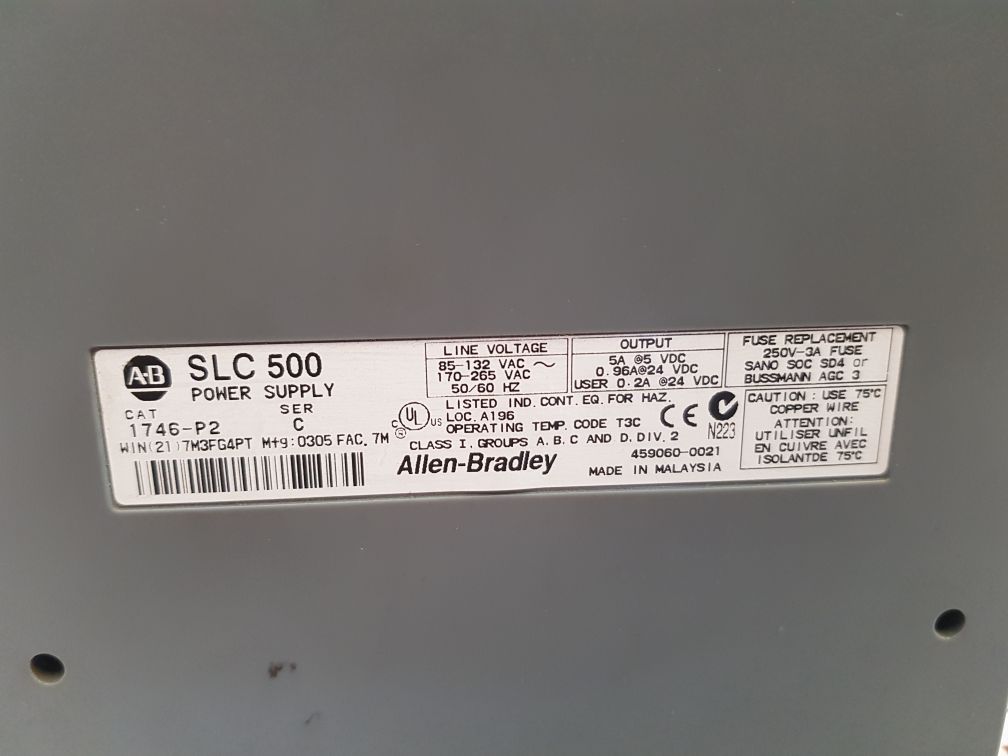 A-B
SLC 500
POWER SUPPLY
CAT SER
1746-P2 C
WIN(21)7M3FG4PT Mfg:0305 FAC. 7M
LINE VOLTAGE
85-132 VAC ~
170-265 VAC
50/60 HZ
OUTPUT
5A @5 VDC
0.96A@24 VDC
USER 0.2A @24 VDC
FUSE REPLACEMENT
250V-3A FUSE
SANO SOC SD4 or
BUSSMANN AGC 3
C UL US
LISTED IND. CONT. EQ. FOR HAZ.
LOC. A196
OPERATING TEMP. CODE T3C
CLASS I, GROUPS A, B, C AND D, DIV. 2
CE
N223
Allen-Bradley
459060-0021
MADE IN MALAYSIA
CAUTION : USE 75°C
COPPER WIRE
ATTENTION:
UTILISER UNFIL
EN CUIVRE AVEC
ISOLANTDE 75°C